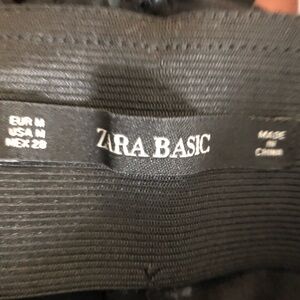 EUR M
USA M
MEX 28
ZARA BASIC
MADE
IN
CHINA